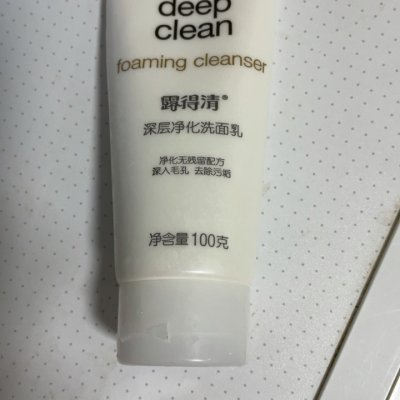 deep
clean
foaming cleanser
露得清®
深层净化洗面乳
净化无残留配方
深入毛孔 去除污垢
净含量100克